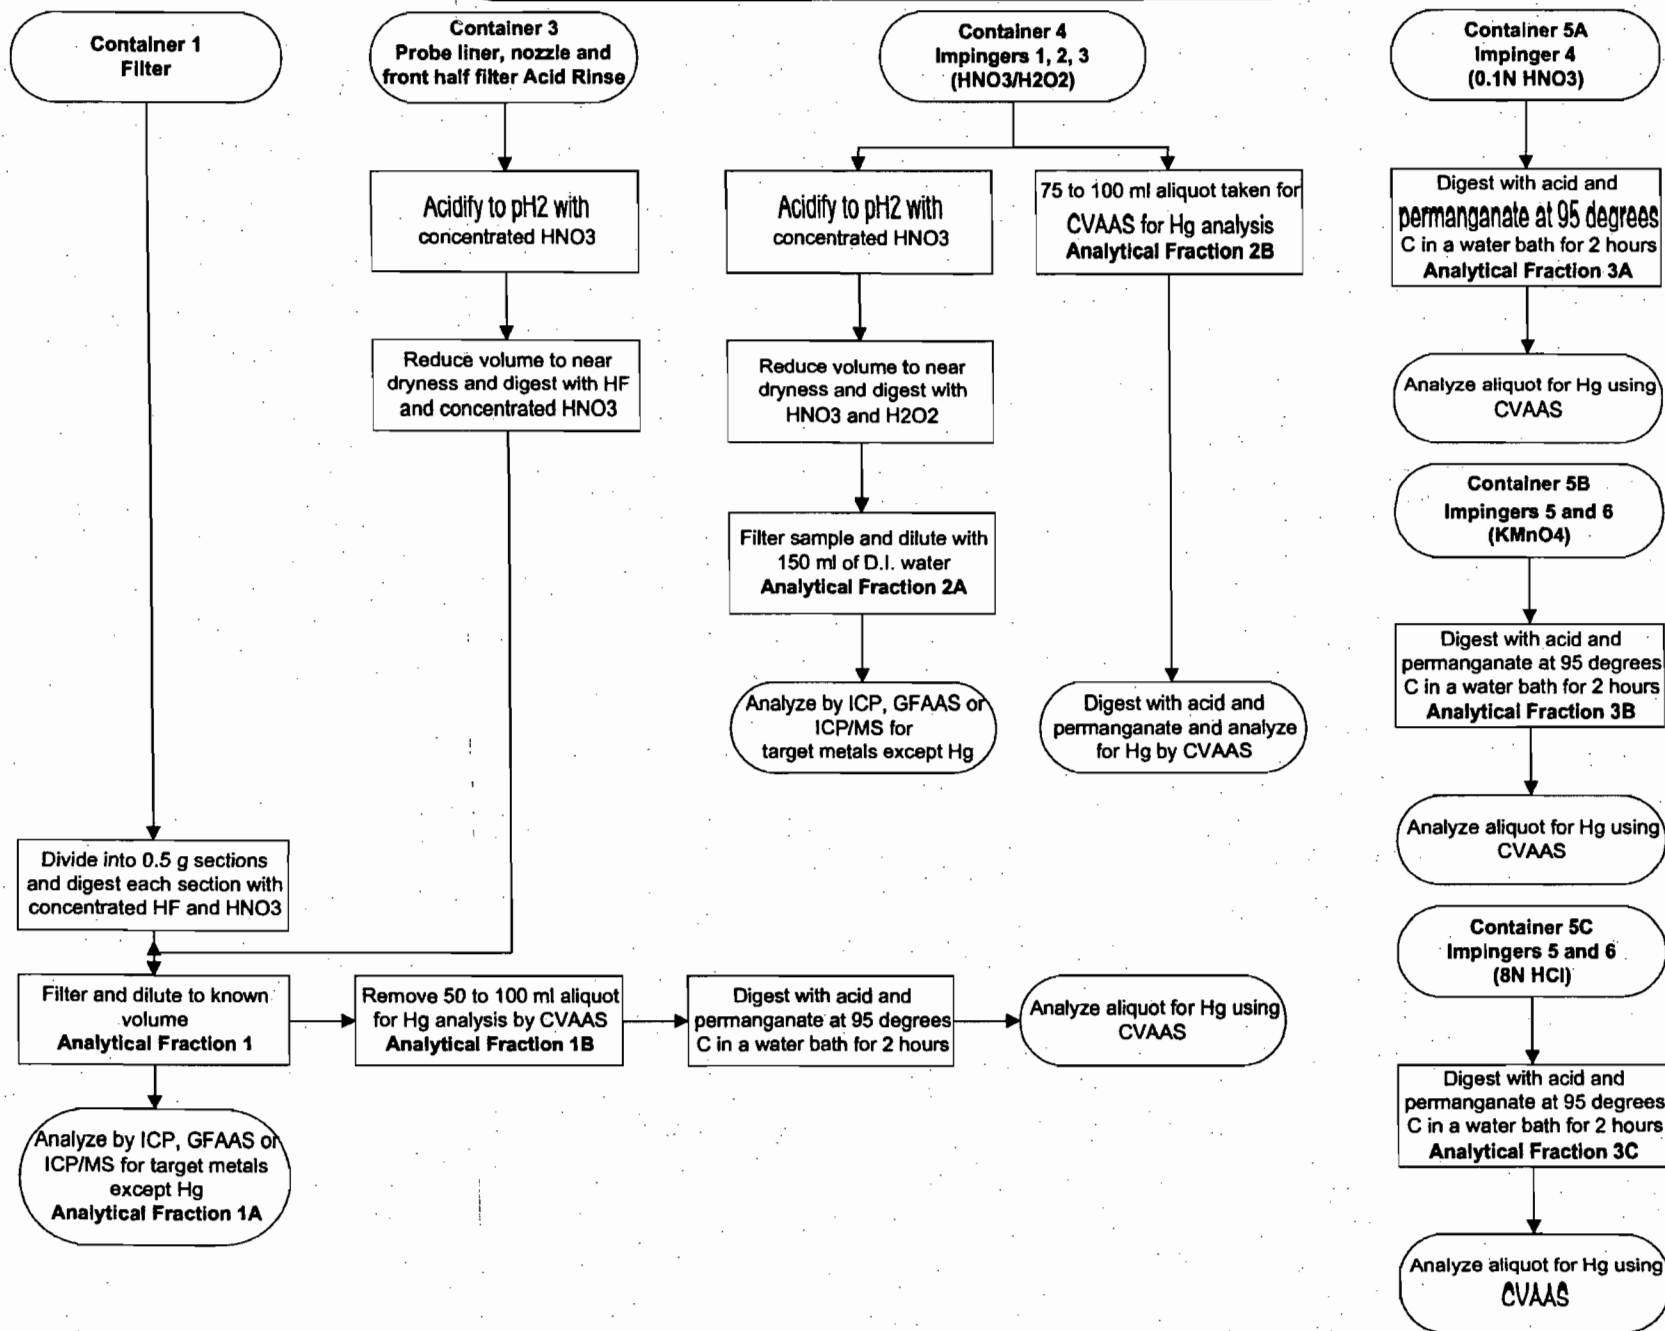 Container 1
Filter
Container 3
Probe liner, nozzle and
front half filter Acid Rinse
Container 4
Impingers 1, 2, 3
(HNO3/H2O2)
Container 5A
Impinger 4
(0.1N HNO3)
Acidify to pH2 with
concentrated HNO3
Acidify to pH2 with
concentrated HNO3
75 to 100 ml aliquot taken for
CVAAS for Hg analysis
Analytical Fraction 2B
Digest with acid and
permanganate at 95 degrees
C in a water bath for 2 hours
Analytical Fraction 3A
Reduce volume to near
dryness and digest with HF
and concentrated HNO3
Reduce volume to near
dryness and digest with
HNO3 and H2O2
Analyze aliquot for Hg using
CVAAS
Container 5B
Impingers 5 and 6
(KMnO4)
Filter sample and dilute with
150 ml of D.I. water
Analytical Fraction 2A
Digest with acid and
permanganate at 95 degrees
C in a water bath for 2 hours
Analytical Fraction 3B
Analyze by ICP, GFAAS or
ICP/MS for
target metals except Hg
Digest with acid and
permanganate and analyze
for Hg by CVAAS
Analyze aliquot for Hg using
CVAAS
Divide into 0.5 g sections
and digest each section with
concentrated HF and HNO3
Container 5C
Impingers 5 and 6
(8N HCl)
Filter and dilute to known
volume
Analytical Fraction 1
Remove 50 to 100 ml aliquot
for Hg analysis by CVAAS
Analytical Fraction 1B
Digest with acid and
permanganate at 95 degrees
C in a water bath for 2 hours
Analyze aliquot for Hg using
CVAAS
Digest with acid and
permanganate at 95 degrees
C in a water bath for 2 hours
Analytical Fraction 3C
Analyze by ICP, GFAAS or
ICP/MS for target metals
except Hg
Analytical Fraction 1A
Analyze aliquot for Hg using
CVAAS